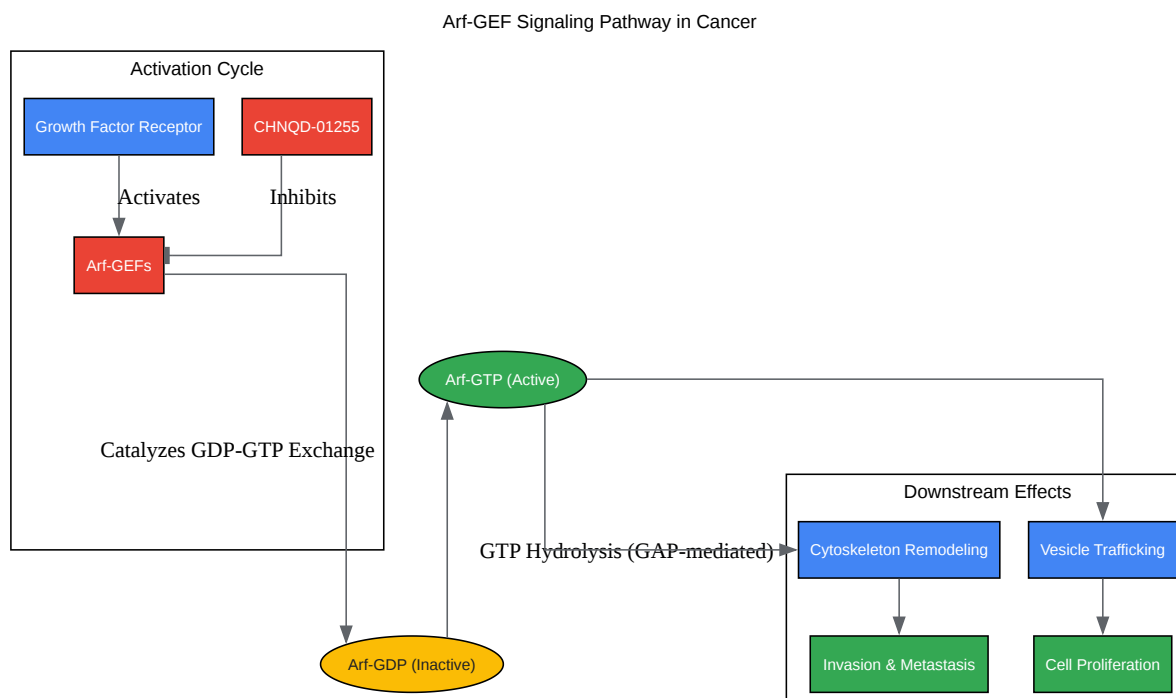 Arf-GEF Signaling Pathway in Cancer
Activation Cycle
Growth Factor Receptor
CHNQD-01255
Activates
Inhibits
Arf-GEFs
Arf-GTP (Active)
Catalyzes GDP-GTP Exchange
Downstream Effects
GTP Hydrolysis (GAP-mediated)
Cytoskeleton Remodeling
Vesicle Trafficking
Arf-GDP (Inactive)
Invasion & Metastasis
Cell Proliferation